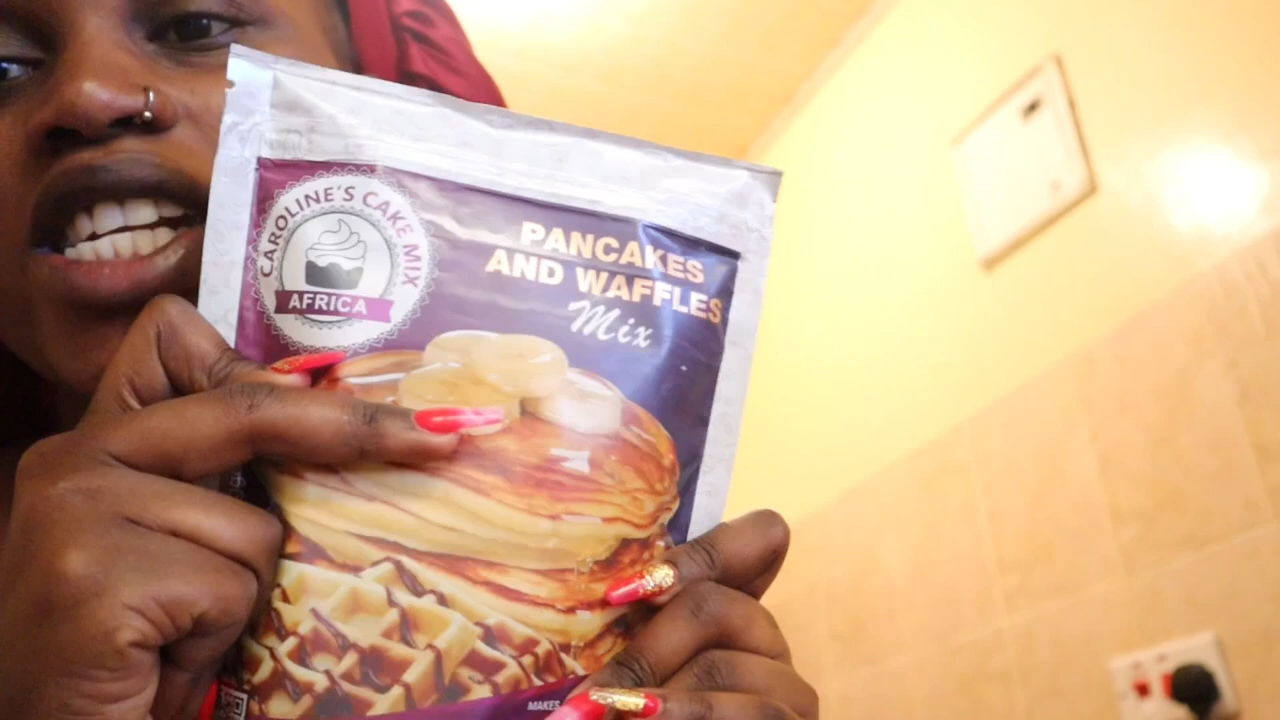 CAROLINE'S CAKE MIX
AFRICA
PANCAKES
AND WAFFLES
Mix
MAKES